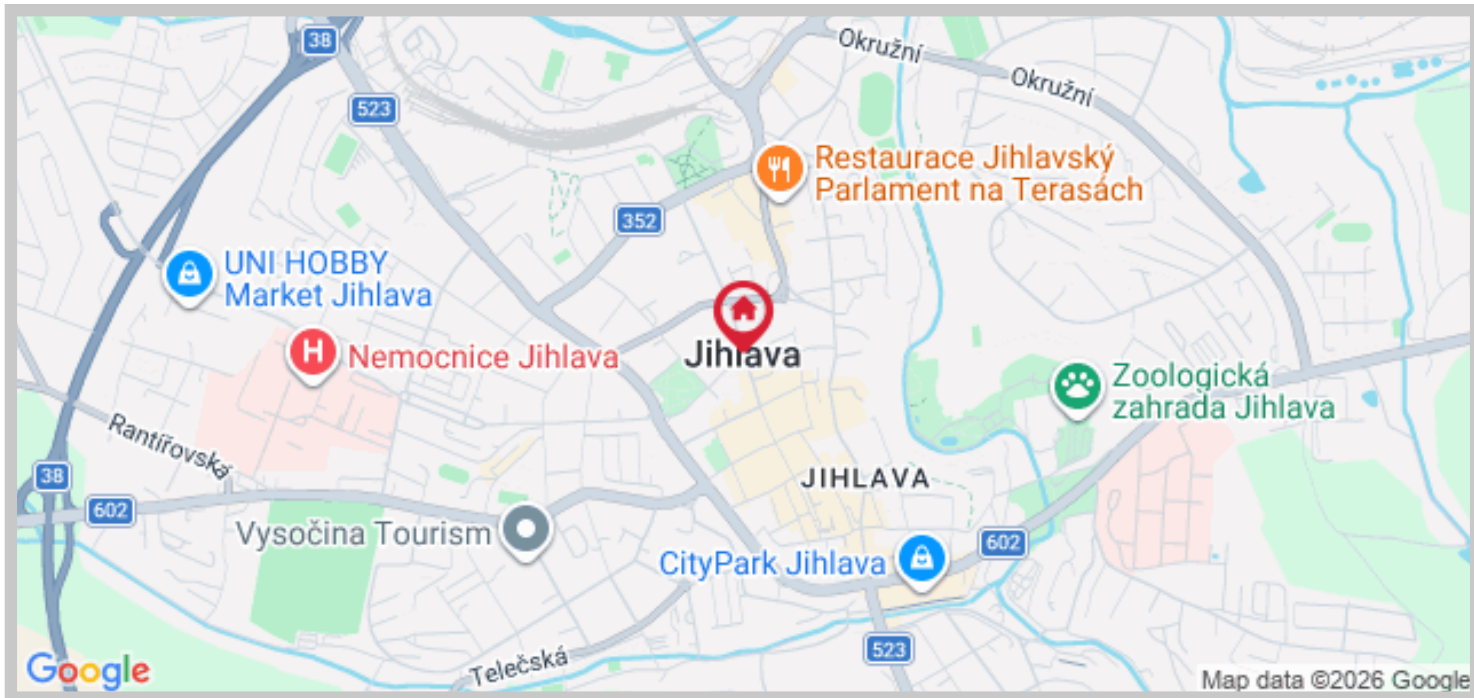 38
Okružní
Okružní
523
Restaurace Jihlavský
Parlament na Terasách
352
UNI HOBBY
Market Jihlava
H
Nemocnice Jihlava
Jihlava
Zoologická
zahrada Jihlava
Rantířovská
38
JIHLAVA
602
Vysočina Tourism
602
CityPark Jihlava
523
Telečská
Google
Map data ©2026 Google